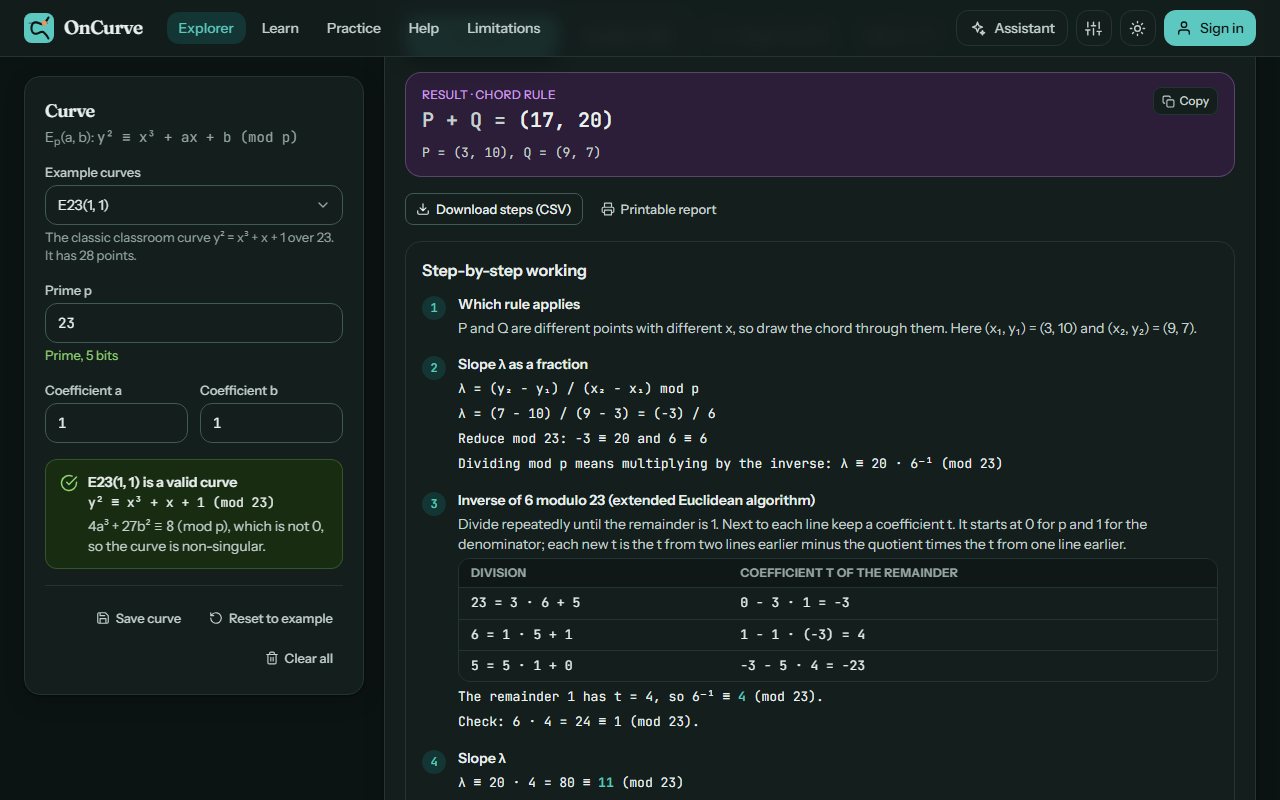 OnCurve
Explorer
Learn
Practice
Help
Limitations
Assistant
Sign in
Curve
Eₚ(a, b): y² ≡ x³ + ax + b (mod p)
Example curves
E23(1, 1)
The classic classroom curve y² = x³ + x + 1 over 23.
It has 28 points.
Prime p
23
Prime, 5 bits
Coefficient a
Coefficient b
1
1
E23(1, 1) is a valid curve
y² ≡ x³ + x + 1 (mod 23)
4a³ + 27b² ≡ 8 (mod p), which is not 0,
so the curve is non-singular.
Save curve
Reset to example
Clear all
RESULT · CHORD RULE
Copy
P + Q = (17, 20)
P = (3, 10), Q = (9, 7)
Download steps (CSV)
Printable report
Step-by-step working
1
Which rule applies
P and Q are different points with different x, so draw the chord through them. Here (x₁, y₁) = (3, 10) and (x₂, y₂) = (9, 7).
2
Slope λ as a fraction
λ = (y₂ - y₁) / (x₂ - x₁) mod p
λ = (7 - 10) / (9 - 3) = (-3) / 6
Reduce mod 23: -3 ≡ 20 and 6 ≡ 6
Dividing mod p means multiplying by the inverse: λ ≡ 20 · 6⁻¹ (mod 23)
3
Inverse of 6 modulo 23 (extended Euclidean algorithm)
Divide repeatedly until the remainder is 1. Next to each line keep a coefficient t. It starts at 0 for p and 1 for the
denominator; each new t is the t from two lines earlier minus the quotient times the t from one line earlier.
DIVISION
COEFFICIENT T OF THE REMAINDER
23 = 3 · 6 + 5
0 - 3 · 1 = -3
6 = 1 · 5 + 1
1 - 1 · (-3) = 4
5 = 5 · 1 + 0
-3 - 5 · 4 = -23
The remainder 1 has t = 4, so 6⁻¹ ≡ 4 (mod 23).
Check: 6 · 4 = 24 ≡ 1 (mod 23).
4
Slope λ
λ ≡ 20 · 4 = 80 ≡ 11 (mod 23)